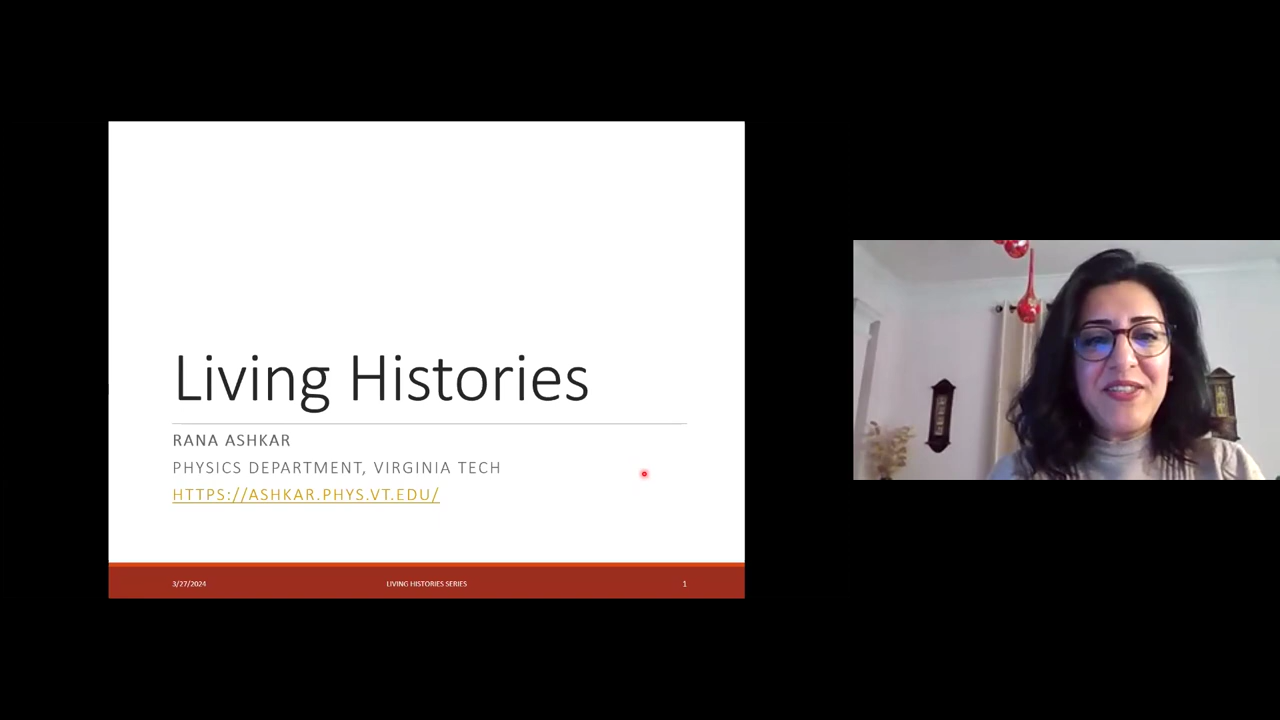 Living Histories
RANA ASHKAR
PHYSICS DEPARTMENT, VIRGINIA TECH
HTTPS://ASHKAR.PHYS.VT.EDU/
3/27/2024 LIVING HISTORIES SERIES 1